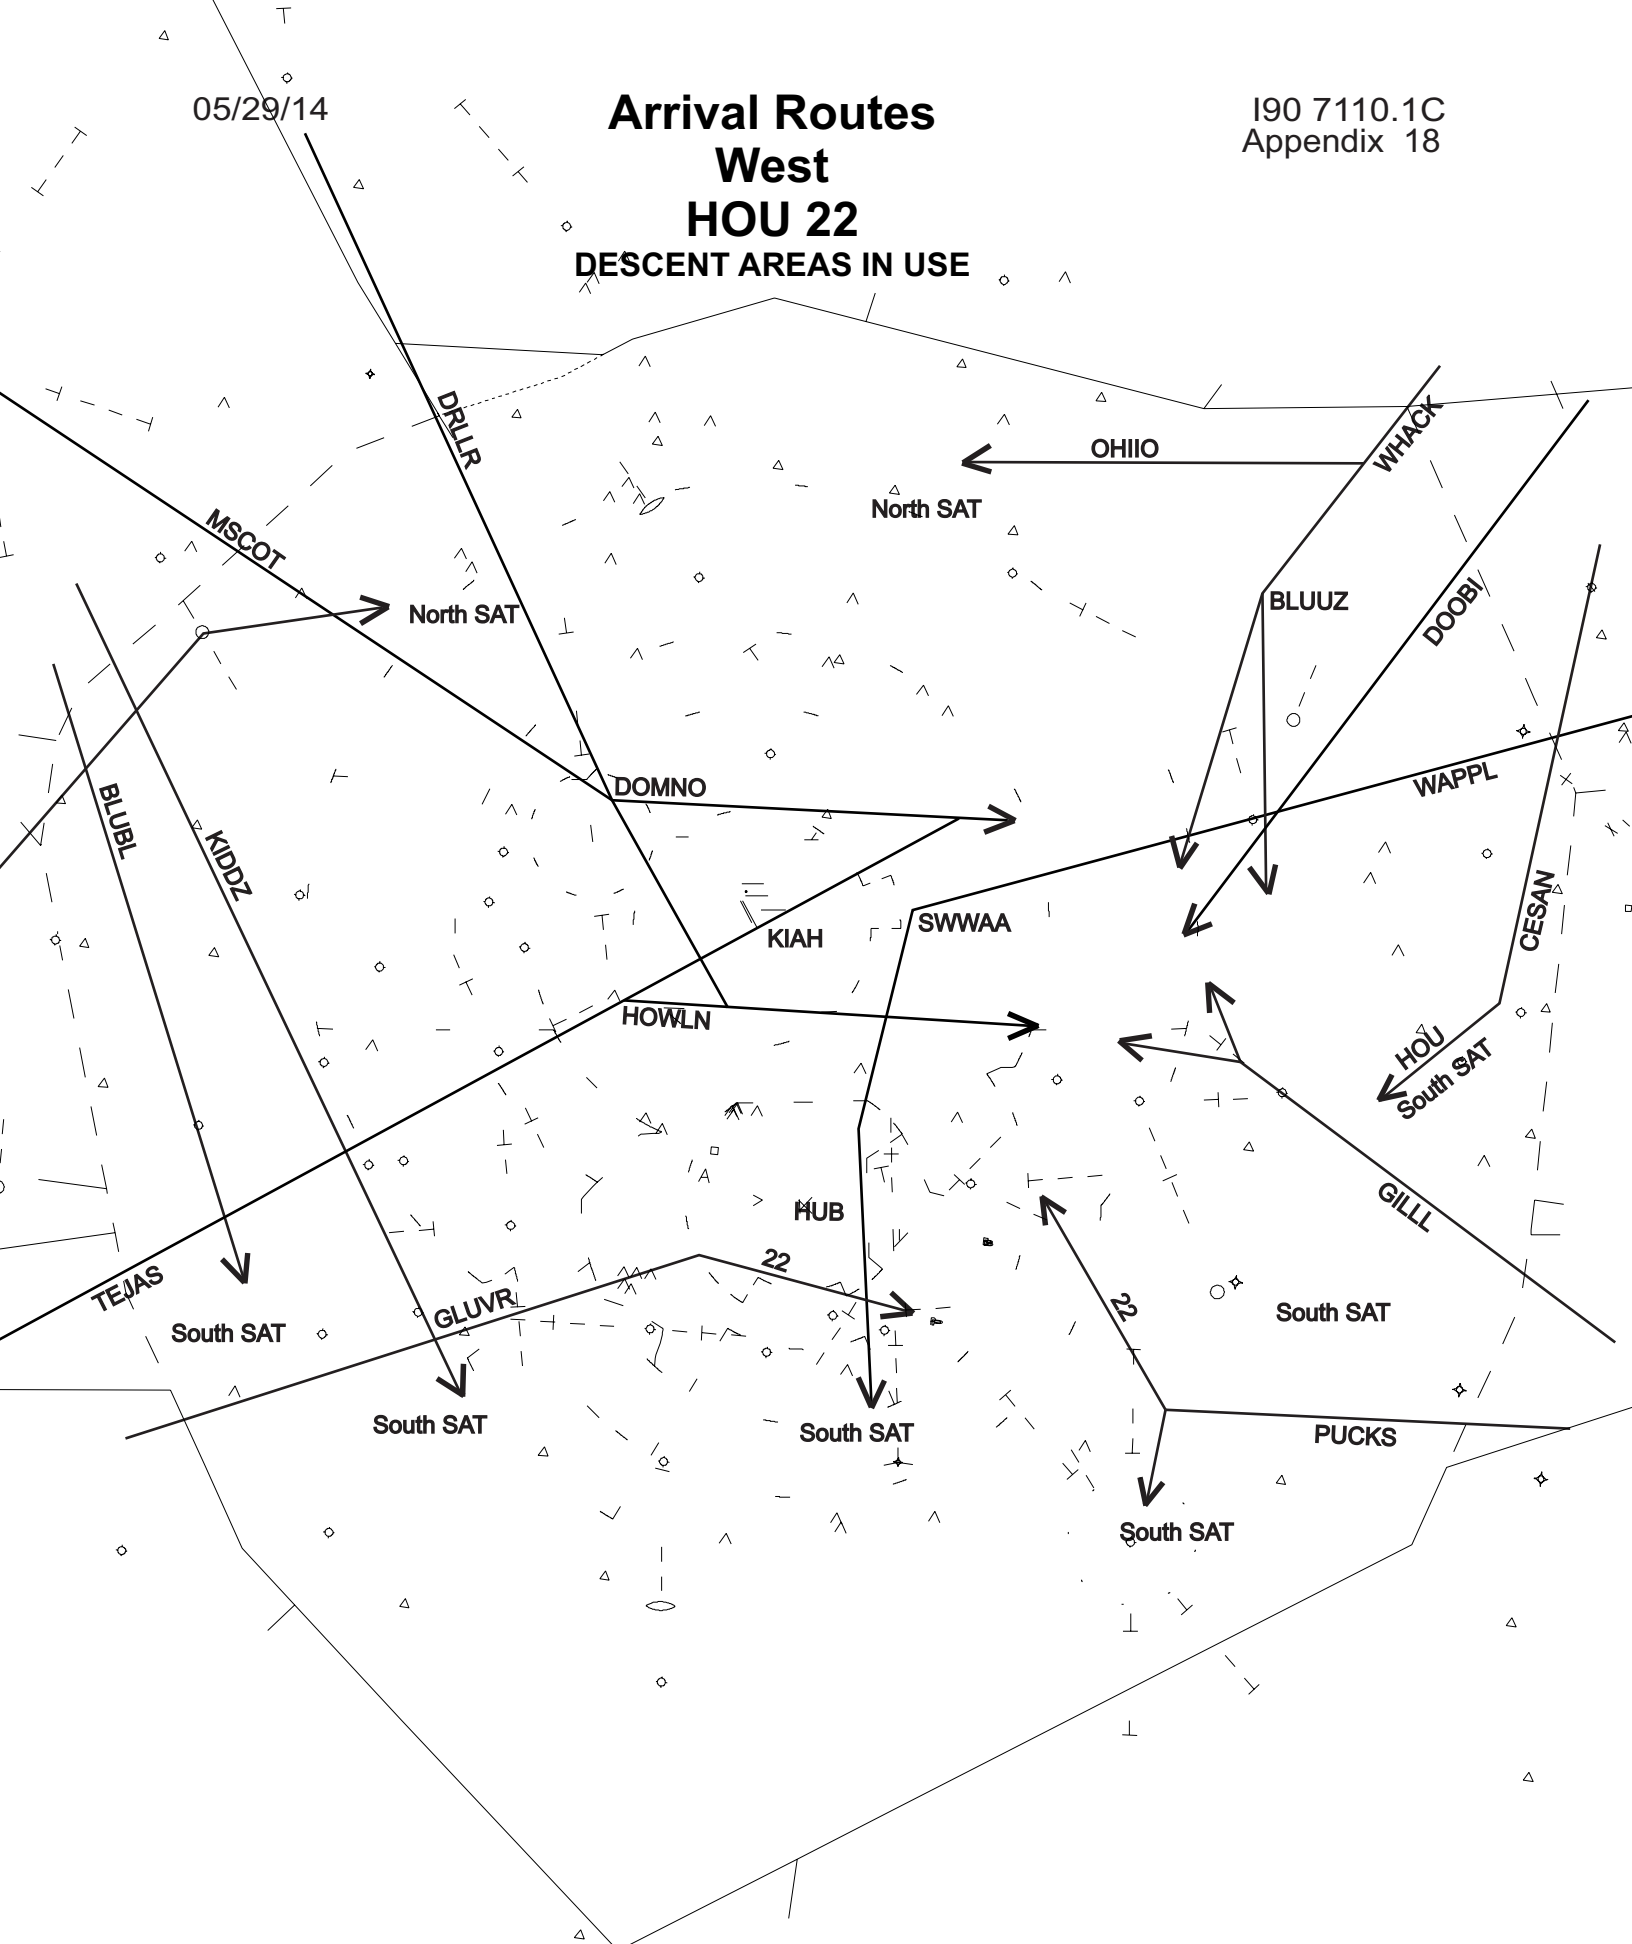 05/29/14
Arrival Routes
West
HOU 22
DESCENT AREAS IN USE
I90 7110.1C
Appendix 18
DRLLR
WHACK
OHIIO
North SAT
MSCOT
North SAT
BLUUZ
DOOBI
DOMNO
WAPPL
BLUBL
KIDDZ
KIAH
SWWAA
CESAN
HOWLN
HOU
South SAT
HUB
GILLL
22
TEJAS
GLUVR
22
South SAT
South SAT
South SAT
South SAT
PUCKS
South SAT